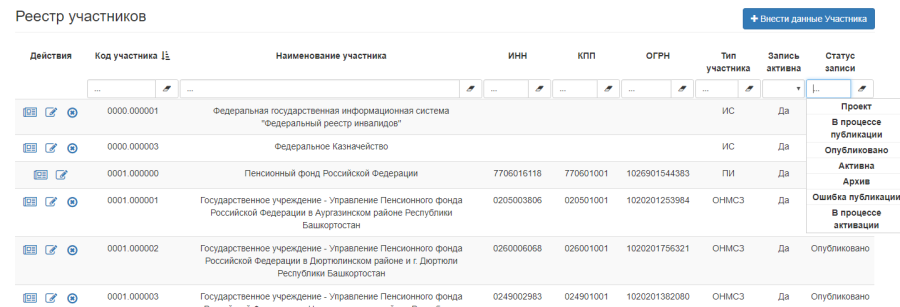 Реестр участников
Внести данные Участника
Действия Код участника Наименование участника ИНН КПП ОГРН Тип участника Запись активна Статус записи
... ... ... ... ... ... ...
0000.000001 Федеральная государственная информационная система ИС Да Проект
"Федеральный реестр инвалидов"
В процессе
публикации
0000.000003 Федеральное Казначейство ИС Да Опубликовано
Активна
0001.000000 Пенсионный фонд Российской Федерации 7706016118 770601001 1026901544383 ПИ Да Архив
Ошибка публикации
0001.000001 Государственное учреждение - Управление Пенсионного фонда 0205003806 020501001 1020201253984 ОНМСЗ Да
Российской Федерации в Аургазинском районе Республики
Башкортостан
В процессе
активации
0001.000002 Государственное учреждение - Управление Пенсионного фонда 0260006068 026001001 1020201756321 ОНМСЗ Да Опубликовано
Российской Федерации в Дюртюлинском районе и г. Дюртюли
Республики Башкортостан
0001.000003 Государственное учреждение - Управление Пенсионного фонда 0249002983 024901001 1020201382080 ОНМСЗ Да Опубликовано